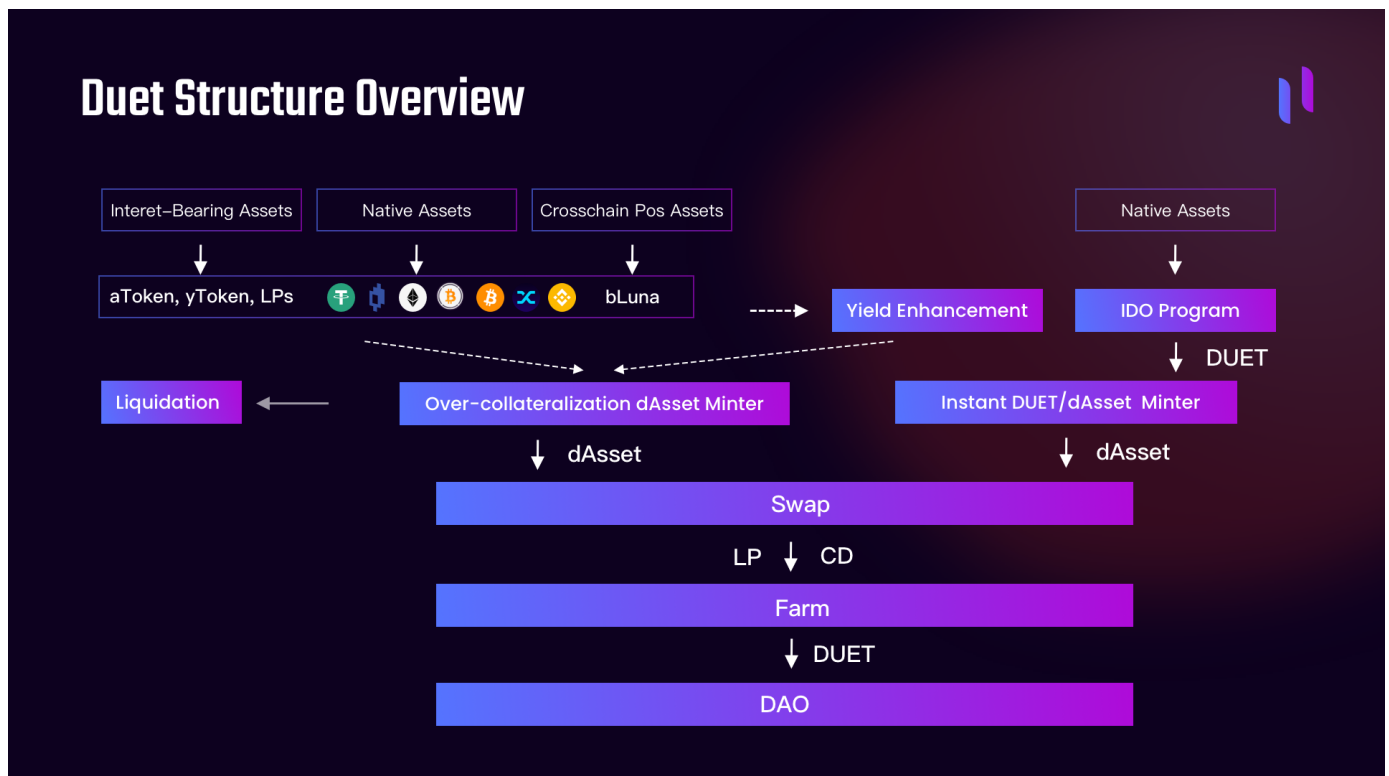 Duet Structure Overview
Interet-Bearing Assets
Native Assets
Crosschain Pos Assets
Native Assets
aToken, yToken, LPs
bLuna
Yield Enhancement
IDO Program
DUET
Liquidation
Over-collateralization dAsset Minter
Instant DUET/dAsset Minter
dAsset
dAsset
Swap
LP
CD
Farm
DUET
DAO